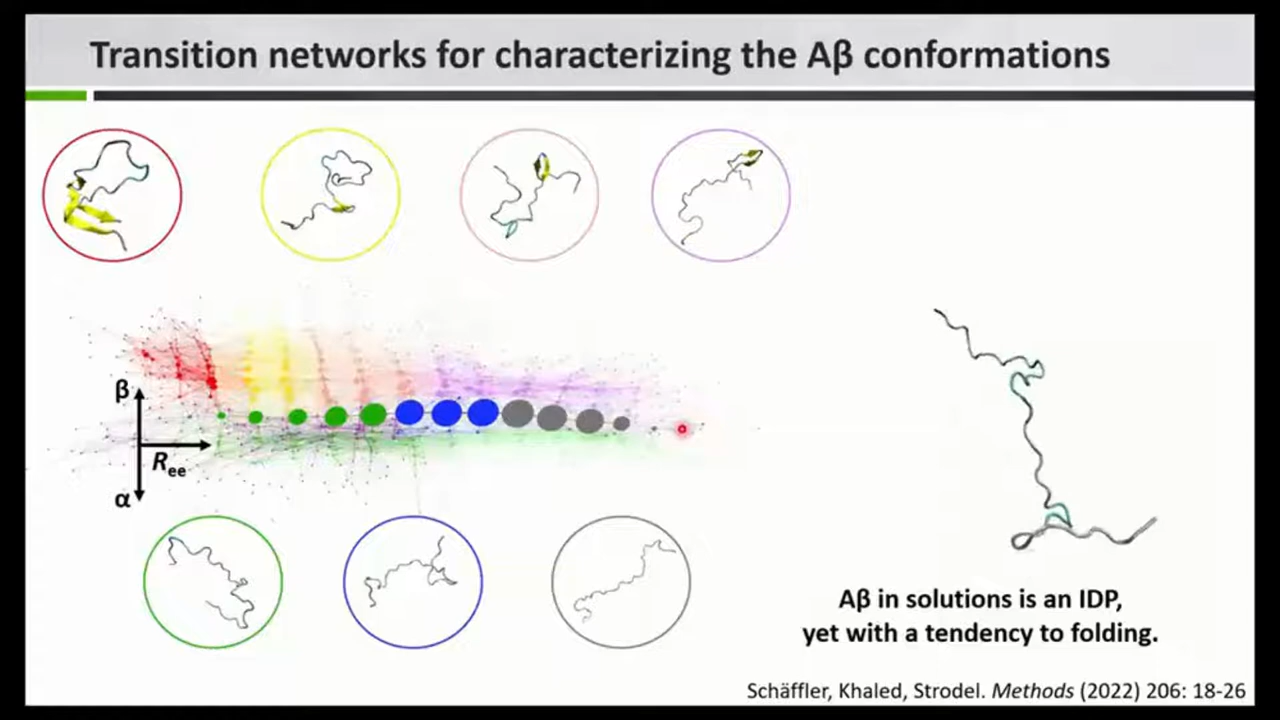 Transition networks for characterizing the Aβ conformations
β
Ree
α
Aβ in solutions is an IDP,
yet with a tendency to folding.
Schäffler, Khaled, Strodel. Methods (2022) 206: 18-26